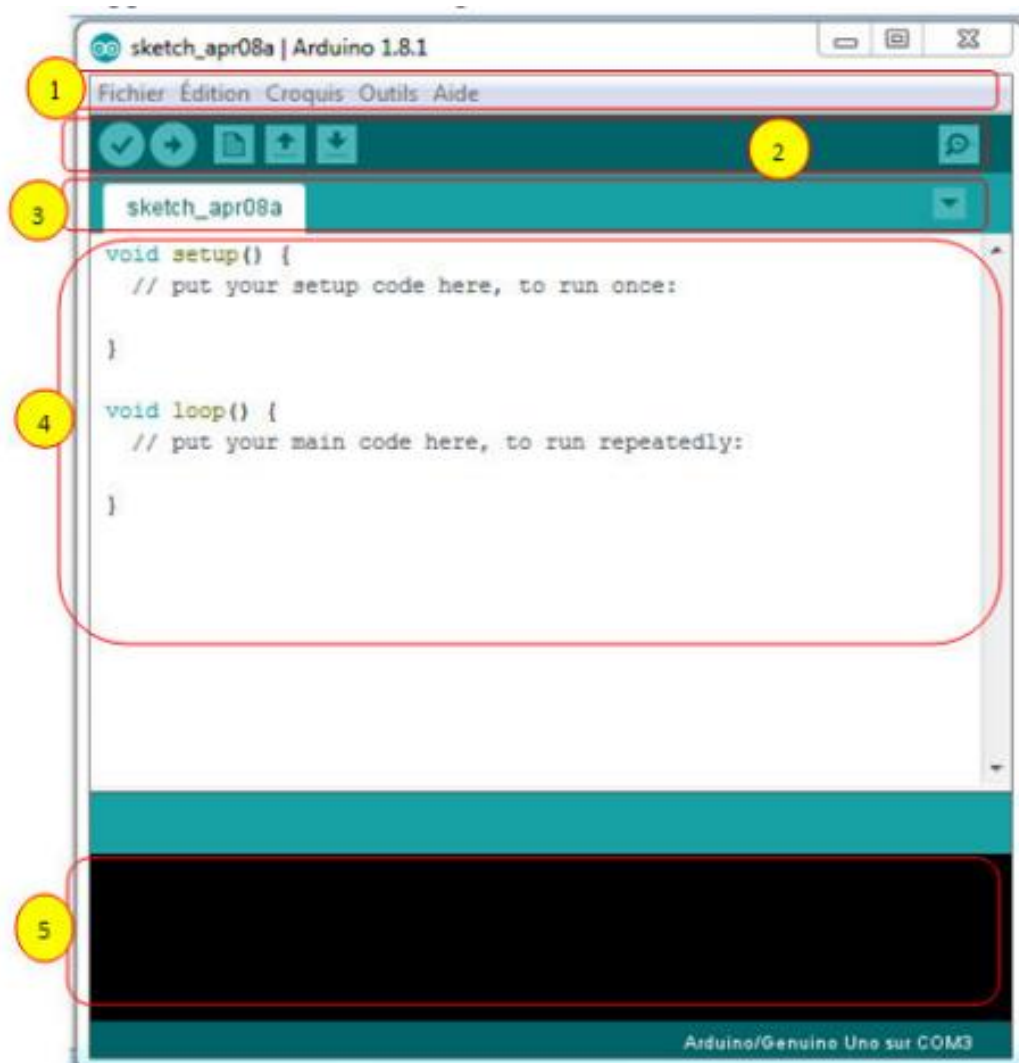 sketch_apr08a | Arduino 1.8.1
1
Fichier Édition Croquis Outils Aide
2
3
sketch_apr08a
void setup() {
// put your setup code here, to run once:
}
4
void loop() {
// put your main code here, to run repeatedly:
}
5
Arduino/Genuino Uno sur COM3